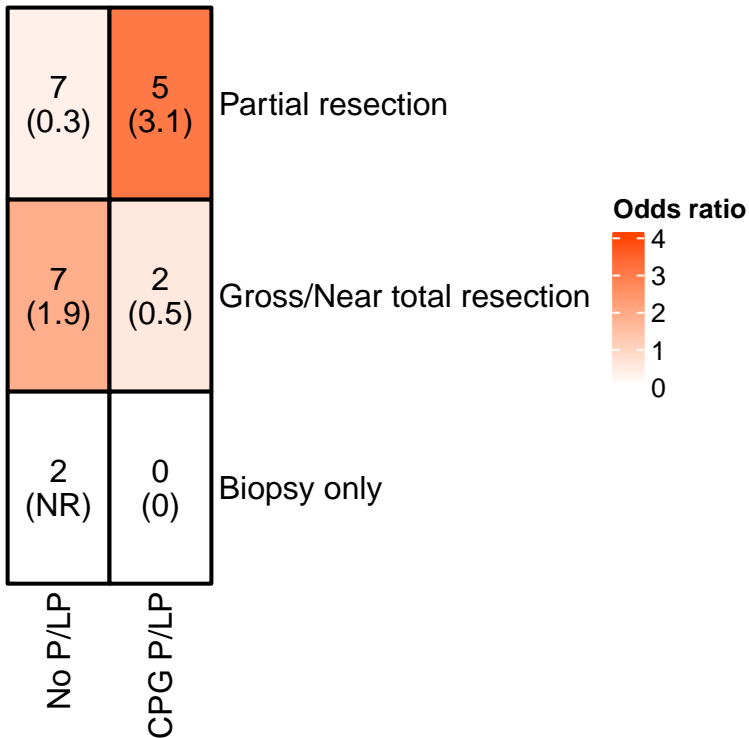 7
(0.3)
5
(3.1)
Partial resection
7
(1.9)
2
(0.5)
Gross/Near total resection
2
(NR)
0
(0)
Biopsy only
No P/LP
CPG P/LP
Odds ratio
4
3
2
1
0